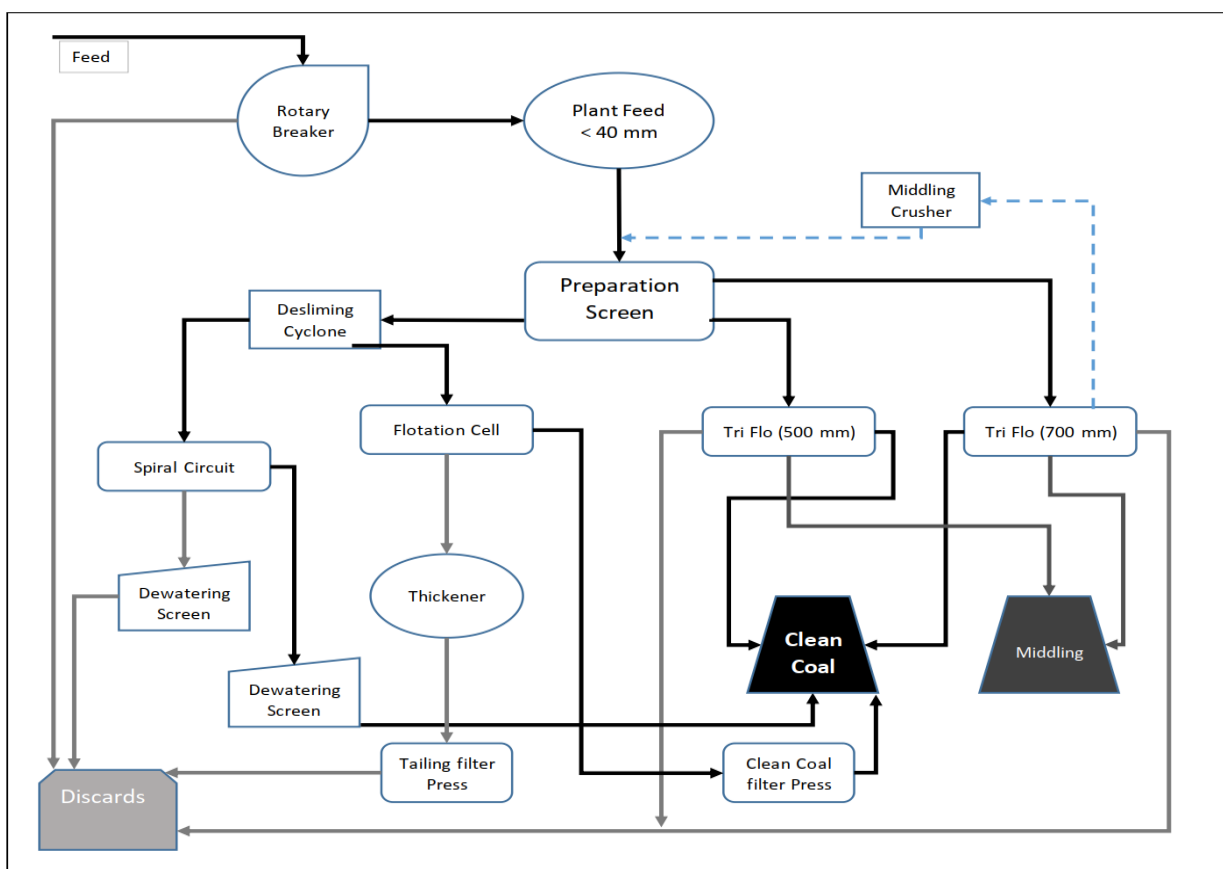 Feed
Rotary
Breaker
Plant Feed
< 40 mm
Middling
Crusher
Preparation
Screen
Desliming
Cyclone
Flotation Cell
Tri Flo (500 mm)
Tri Flo (700 mm)
Spiral Circuit
Dewatering
Screen
Thickener
Clean
Coal
Middling
Dewatering
Screen
Tailing filter
Press
Clean Coal
filter Press
Discards